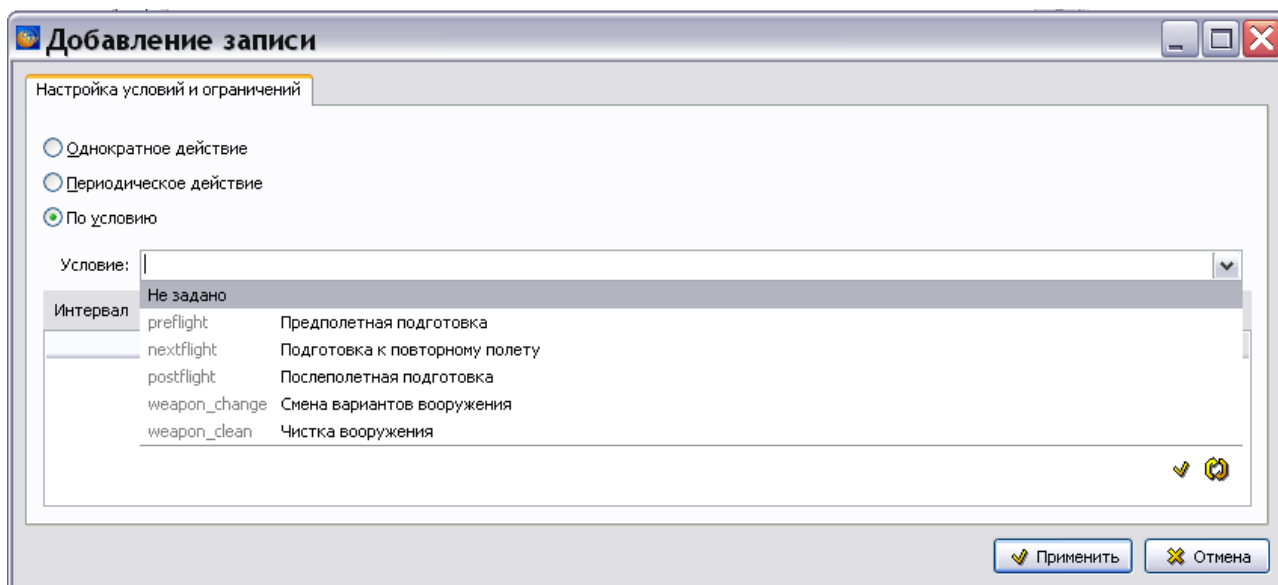 Добавление записи
Настройка условий и ограничений
Однократное действие
Периодическое действие
По условию
Условие:
Интервал
Не задано
preflight Предполетная подготовка
nextflight Подготовка к повторному полету
postflight Послеполетная подготовка
weapon_change Смена вариантов вооружения
weapon_clean Чистка вооружения
Применить Отмена